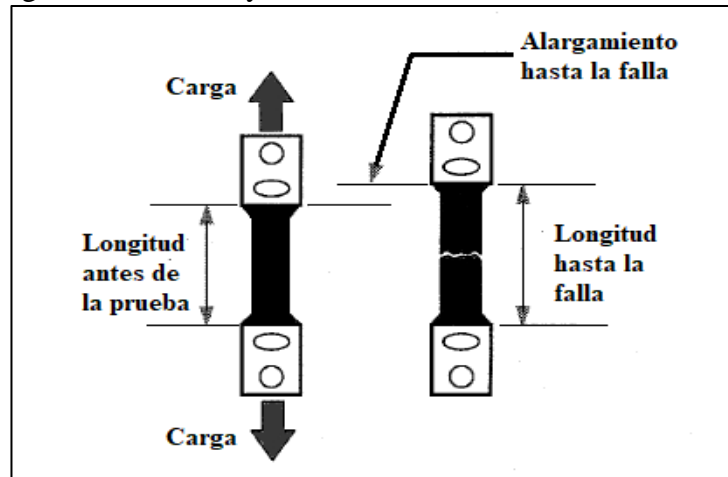 Alargamiento
hasta la falla
Carga
Longitud
antes de
la prueba
Longitud
hasta la
falla
Carga